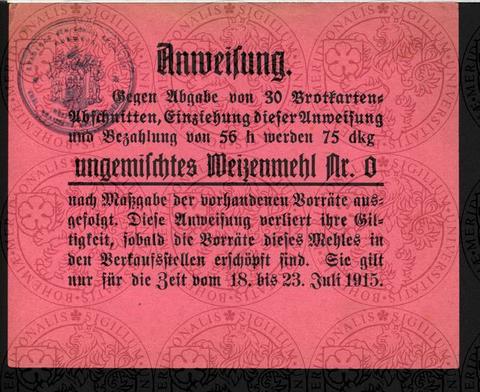 Anweisung.
Gegen Abgabe von 30 Brotkarten-
Abschnitten, Einziehung dieser Anweisung
und Bezahlung von 56 h werden 75 dkg
ungemischtes Weizenmehl Nr. 0
nach Maßgabe der vorhandenen Vorräte aus-
gefolgt. Diese Anweisung verliert ihre Gil-
tigkeit, sobald die Vorräte dieses Mehles in
den Verkaufsstellen erschöpft sind. Sie gilt
nur für die Zeit vom 18. bis 23. Juli 1915.